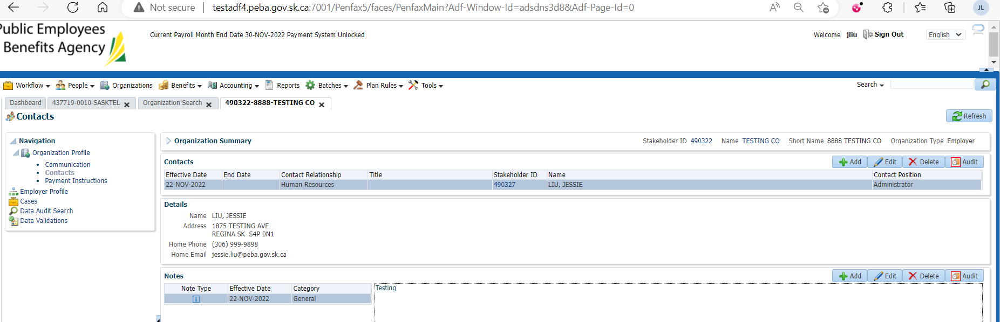 Not secure | testadf4.peba.gov.sk.ca:7001/Penfax5/faces/PenfaxMain?Adf-Window-Id=adsdns3d8&Adf-Page-Id=0
JL
Public Employees
Benefits Agency
Current Payroll Month End Date 30-NOV-2022 Payment System Unlocked
Welcome jliu Sign Out English
Workflow People Organizations Benefits Accounting Reports Batches Plan Rules Tools Search
Dashboard 437719-0010-SASKTEL Organization Search 490322-8888-TESTING CO
Contacts
Refresh
Navigation
Organization Profile
Communication
Contacts
Payment Instructions
Employer Profile
Cases
Data Audit Search
Data Validations
Organization Summary Stakeholder ID 490322 Name TESTING CO Short Name 8888 TESTING CO Organization Type Employer
Contacts Add Edit Delete Audit
Effective Date End Date Contact Relationship Title Stakeholder ID Name Contact Position
22-NOV-2022 Human Resources 490327 LIU, JESSIE Administrator
Details
Name LIU, JESSIE
Address 1875 TESTING AVE
REGINA SK S4P 0N1
Home Phone (306) 999-9898
Home Email jessie.liu@peba.gov.sk.ca
Notes Add Edit Delete Audit
Note Type Effective Date Category
22-NOV-2022 General
Testing